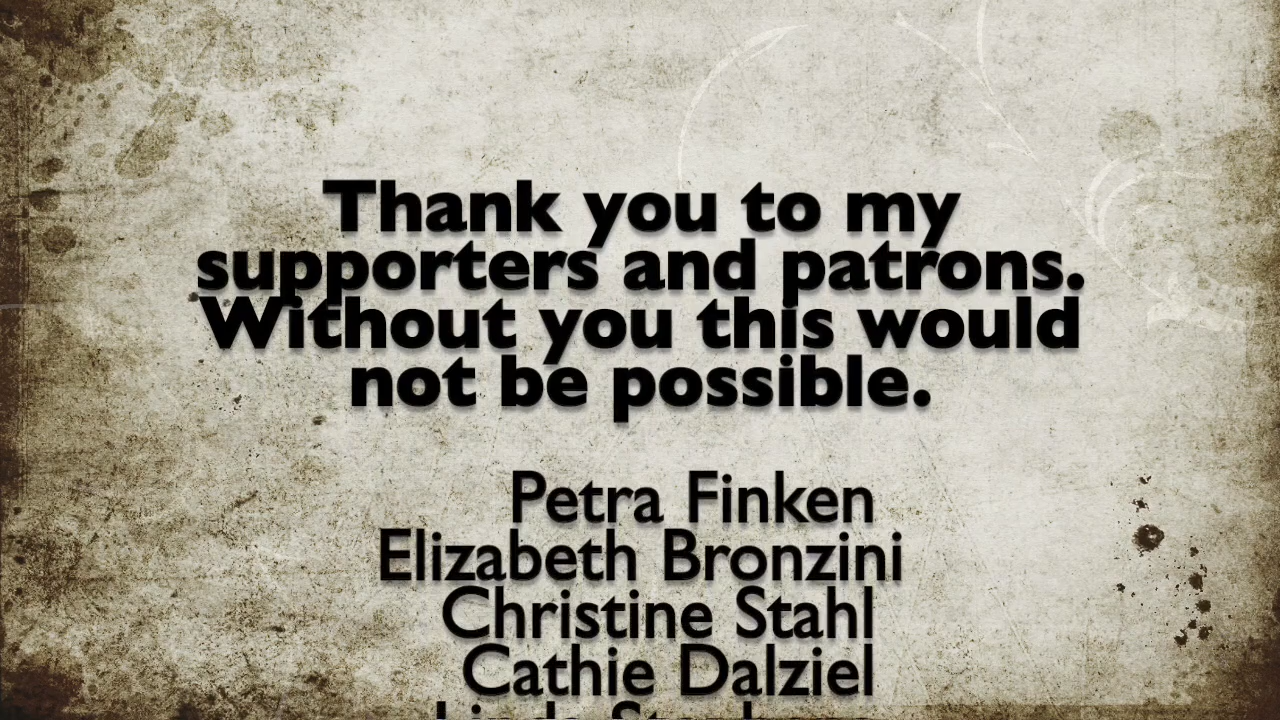 Thank you to my
supporters and patrons.
Without you this would
not be possible.
Petra Finken
Elizabeth Bronzini
Christine Stahl
Cathie Dalziel
Linda